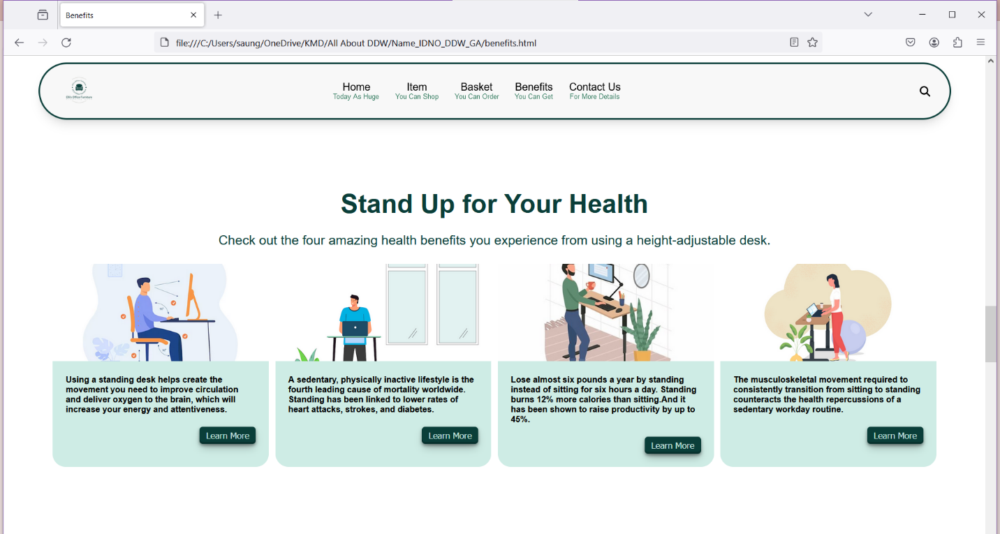 Benefits
file:///C:/Users/saung/OneDrive/KMD/All About DDW/Name_IDNO_DDW_GA/benefits.html
Elli's Office Furniture
Home Item Basket Benefits Contact Us
Today As Huge You Can Shop You Can Order You Can Get For More Details
Stand Up for Your Health
Check out the four amazing health benefits you experience from using a height-adjustable desk.
Using a standing desk helps create the
movement you need to improve circulation
and deliver oxygen to the brain, which will
increase your energy and attentiveness.
Learn More
A sedentary, physically inactive lifestyle is the
fourth leading cause of mortality worldwide.
Standing has been linked to lower rates of
heart attacks, strokes, and diabetes.
Learn More
Lose almost six pounds a year by standing
instead of sitting for six hours a day. Standing
burns 12% more calories than sitting.And it
has been shown to raise productivity by up to
45%.
Learn More
The musculoskeletal movement required to
consistently transition from sitting to standing
counteracts the health repercussions of a
sedentary workday routine.
Learn More